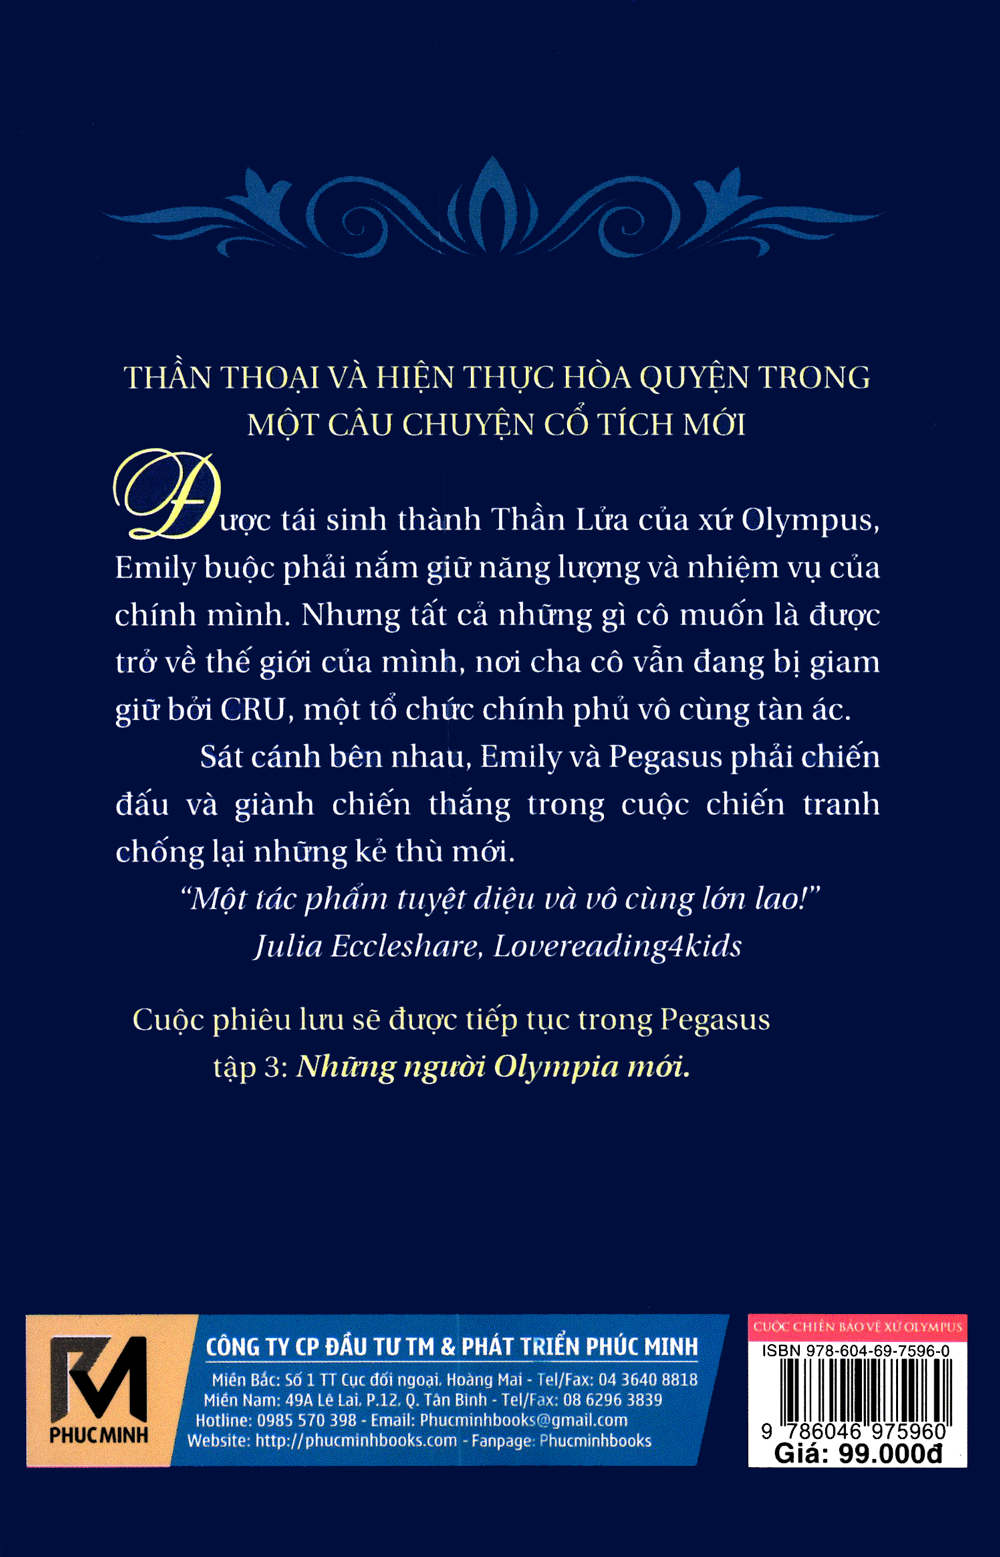 THẦN THOẠI VÀ HIỆN THỰC HÒA QUYỆN TRONG
MỘT CÂU CHUYỆN CỔ TÍCH MỚI
Được tái sinh thành Thần Lửa của xứ Olympus,
Emily buộc phải nắm giữ năng lượng và nhiệm vụ của
chính mình. Nhưng tất cả những gì cô muốn là được
trở về thế giới của mình, nơi cha cô vẫn đang bị giam
giữ bởi CRU, một tổ chức chính phủ vô cùng tàn ác.
Sát cánh bên nhau, Emily và Pegasus phải chiến
đấu và giành chiến thắng trong cuộc chiến tranh
chống lại những kẻ thù mới.
“Một tác phẩm tuyệt diệu và vô cùng lớn lao!”
Julia Eccleshare, Lovereading4kids
Cuộc phiêu lưu sẽ được tiếp tục trong Pegasus
tập 3: Những người Olympia mới.
PHUCMINH
CÔNG TY CP ĐẦU TƯ TM & PHÁT TRIỂN PHÚC MINH
Miền Bắc: Số 1 TT Cục đối ngoại, Hoàng Mai - Tel/Fax: 04 3640 8818
Miền Nam: 49A Lê Lai, P.12, Q. Tân Bình - Tel/Fax: 08 6296 3839
Hotline: 0985 570 398 - Email: Phucminhbooks@gmail.com
Website: http://phucminhbooks.com - Fanpage: Phucminhbooks
CUỘC CHIẾN BẢO VỆ XỨ OLYMPUS
ISBN 978-604-69-7596-0
9 786046 975960
Giá: 99.000đ